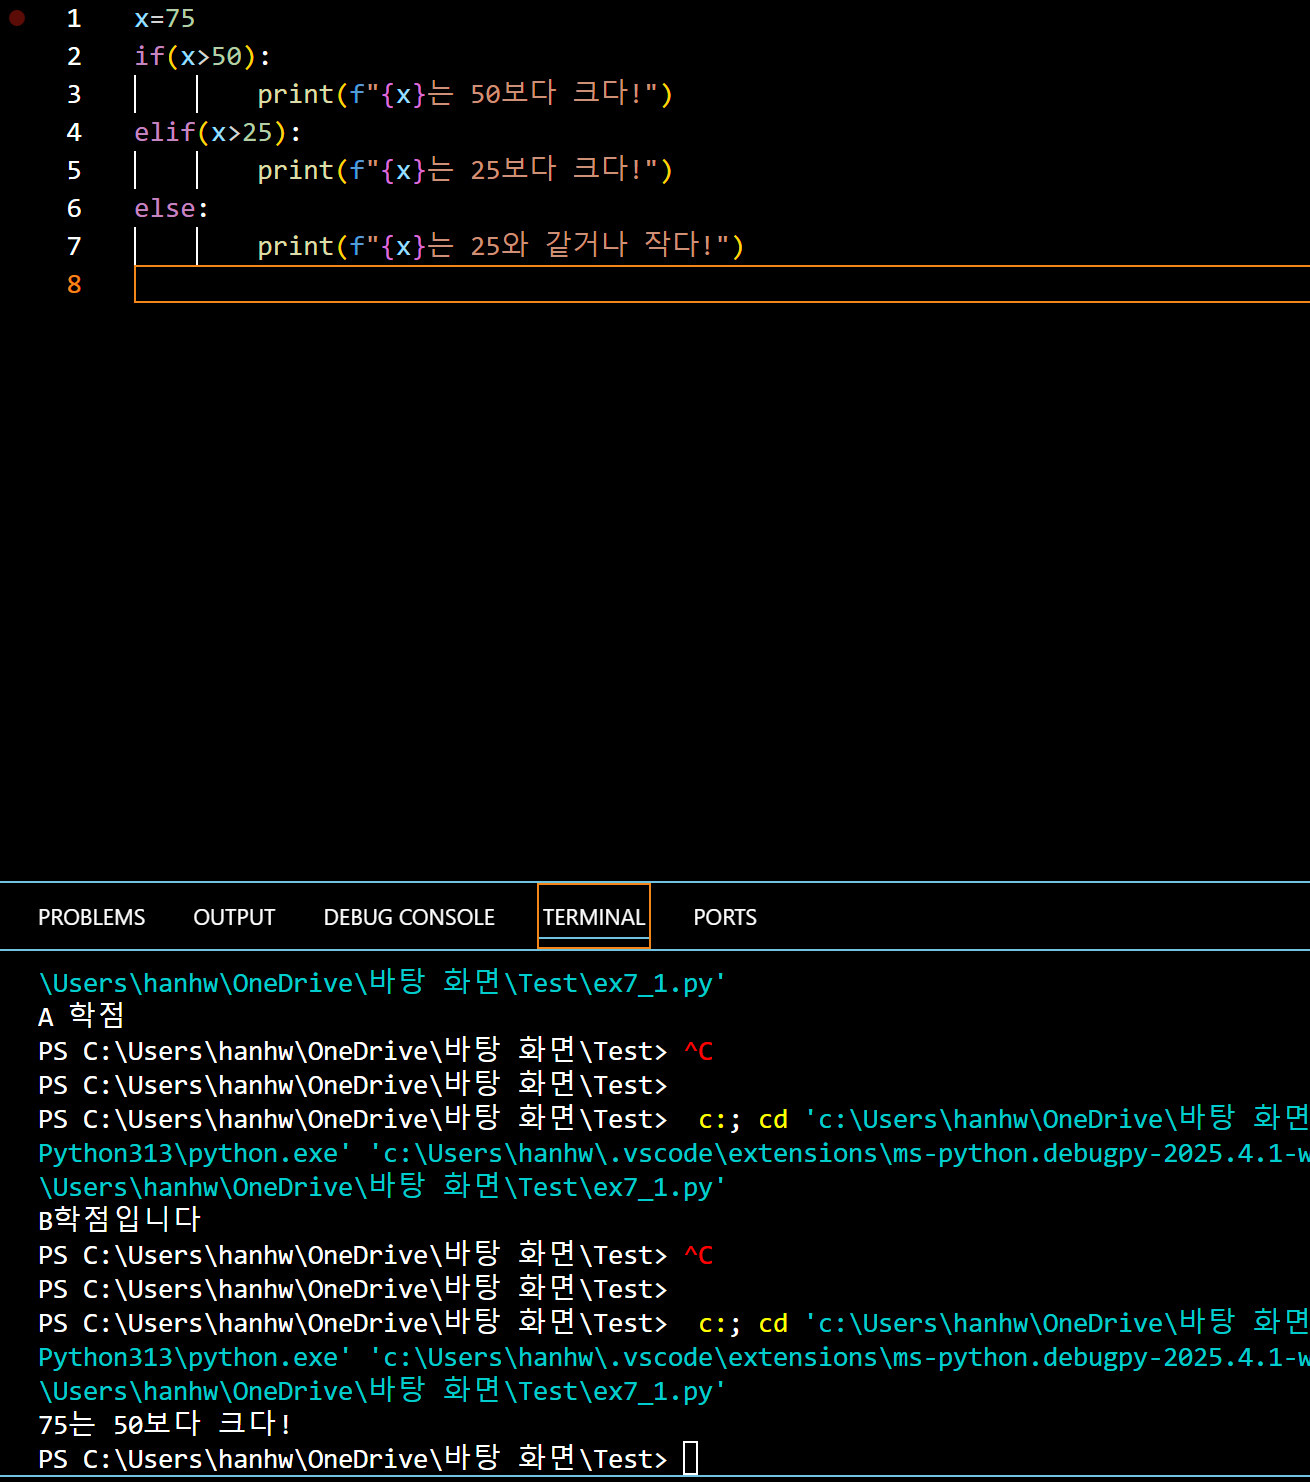 1 x=75
2 if(x>50):
3 print(f"{x}는 50보다 크다!")
4 elif(x>25):
5 print(f"{x}는 25보다 크다!")
6 else:
7 print(f"{x}는 25와 같거나 작다!")
8
PROBLEMS OUTPUT DEBUG CONSOLE TERMINAL PORTS
\Users\hanhw\OneDrive\바탕 화면\Test\ex7_1.py'
A 학점
PS C:\Users\hanhw\OneDrive\바탕 화면\Test> ^C
PS C:\Users\hanhw\OneDrive\바탕 화면\Test>
PS C:\Users\hanhw\OneDrive\바탕 화면\Test>  c:; cd 'c:\Users\hanhw\OneDrive\바탕 화면
Python313\python.exe' 'c:\Users\hanhw\.vscode\extensions\ms-python.debugpy-2025.4.1-w
\Users\hanhw\OneDrive\바탕 화면\Test\ex7_1.py'
B학점입니다
PS C:\Users\hanhw\OneDrive\바탕 화면\Test> ^C
PS C:\Users\hanhw\OneDrive\바탕 화면\Test>
PS C:\Users\hanhw\OneDrive\바탕 화면\Test>  c:; cd 'c:\Users\hanhw\OneDrive\바탕 화면
Python313\python.exe' 'c:\Users\hanhw\.vscode\extensions\ms-python.debugpy-2025.4.1-w
\Users\hanhw\OneDrive\바탕 화면\Test\ex7_1.py'
75는 50보다 크다!
PS C:\Users\hanhw\OneDrive\바탕 화면\Test>